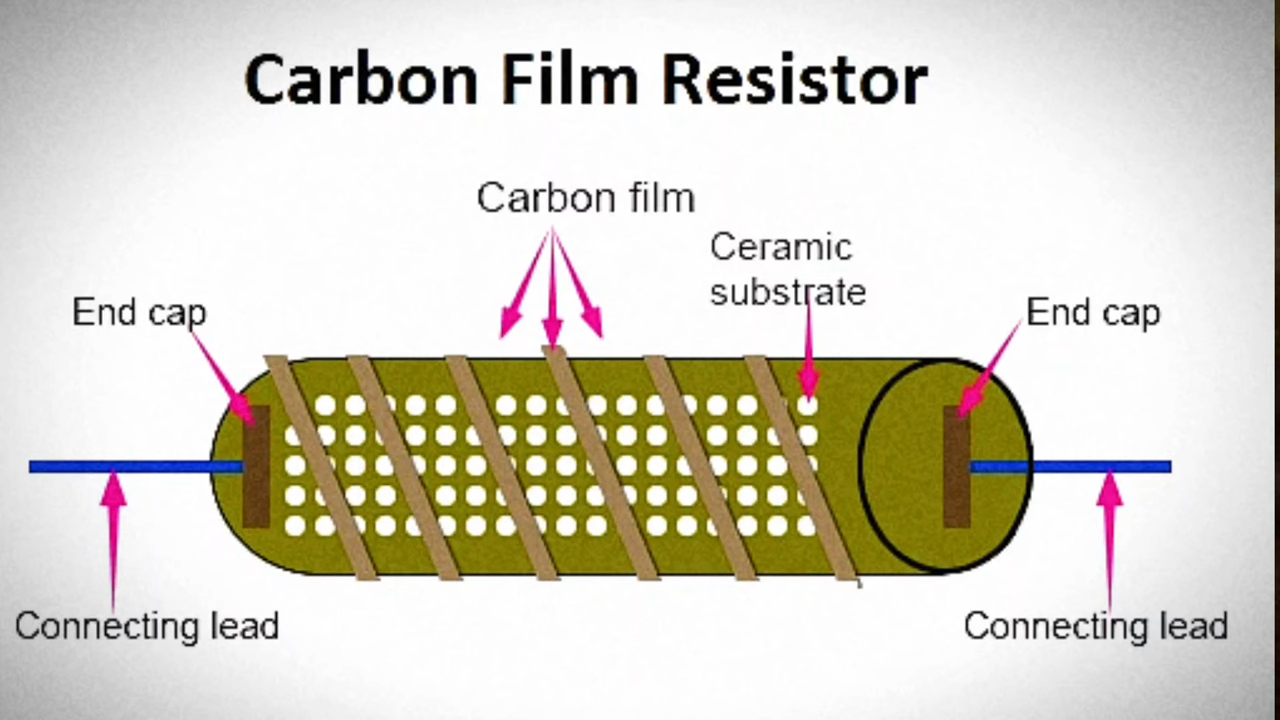 Carbon Film Resistor
Carbon film
Ceramic
substrate
End cap
End cap
Connecting lead
Connecting lead